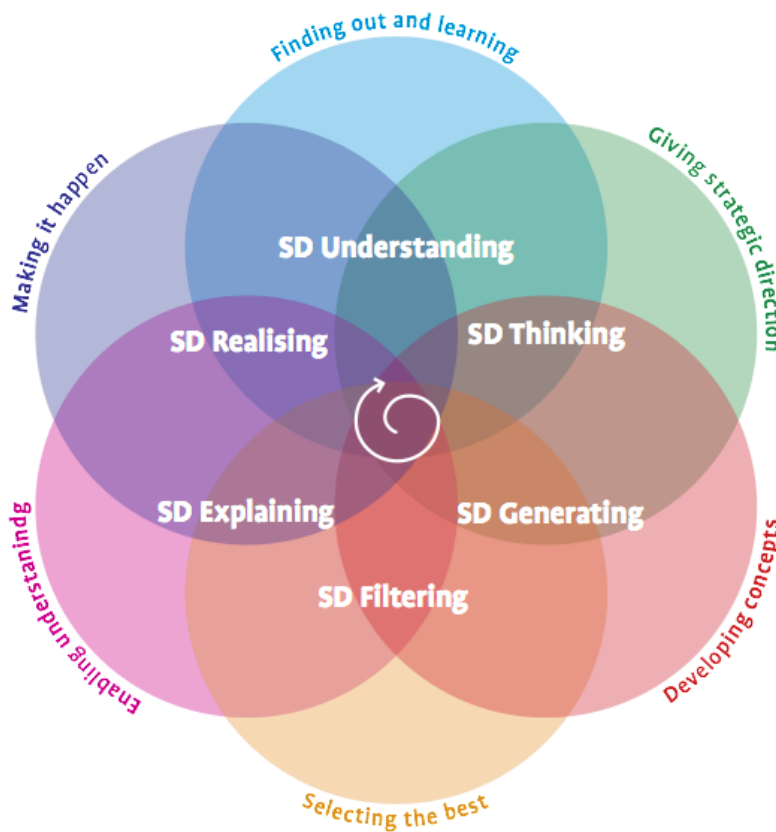 Finding out and learning
Giving strategic direction
Making it happen
SD Understanding
SD Realising
SD Thinking
SD Explaining
SD Generating
SD Filtering
Enabling understanindg
Developing concepts
Selecting the best